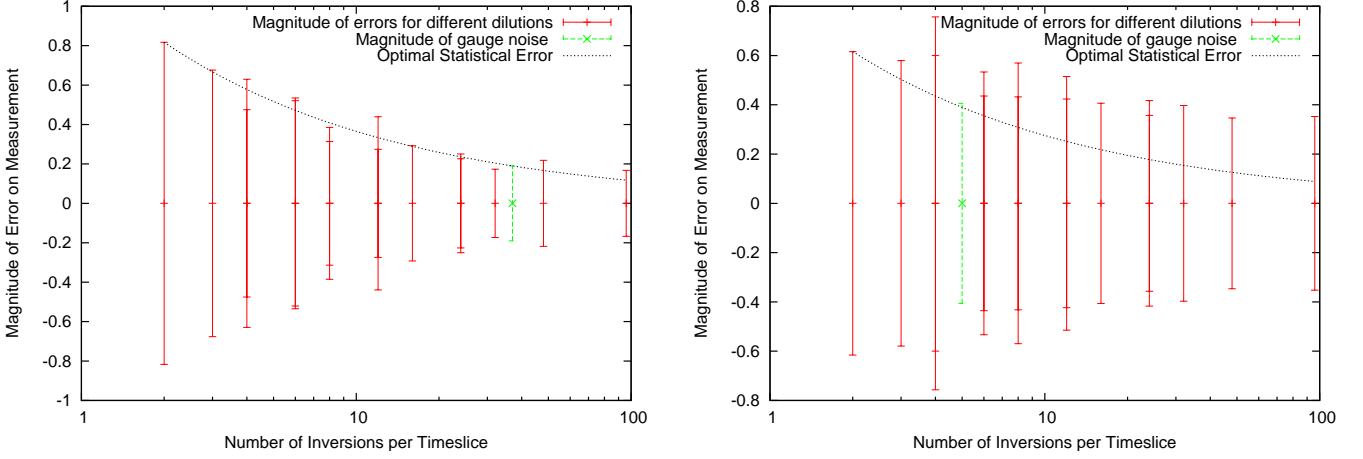 Magnitude of Error on Measurement
1
0.8
0.6
0.4
0.2
0
-0.2
-0.4
-0.6
-0.8
-1
Magnitude of errors for different dilutions
Magnitude of gauge noise
Optimal Statistical Error
1
10
100
Number of Inversions per Timeslice
Magnitude of Error on Measurement
0.8
0.6
0.4
0.2
0
-0.2
-0.4
-0.6
-0.8
Magnitude of errors for different dilutions
Magnitude of gauge noise
Optimal Statistical Error
1
10
100
Number of Inversions per Timeslice